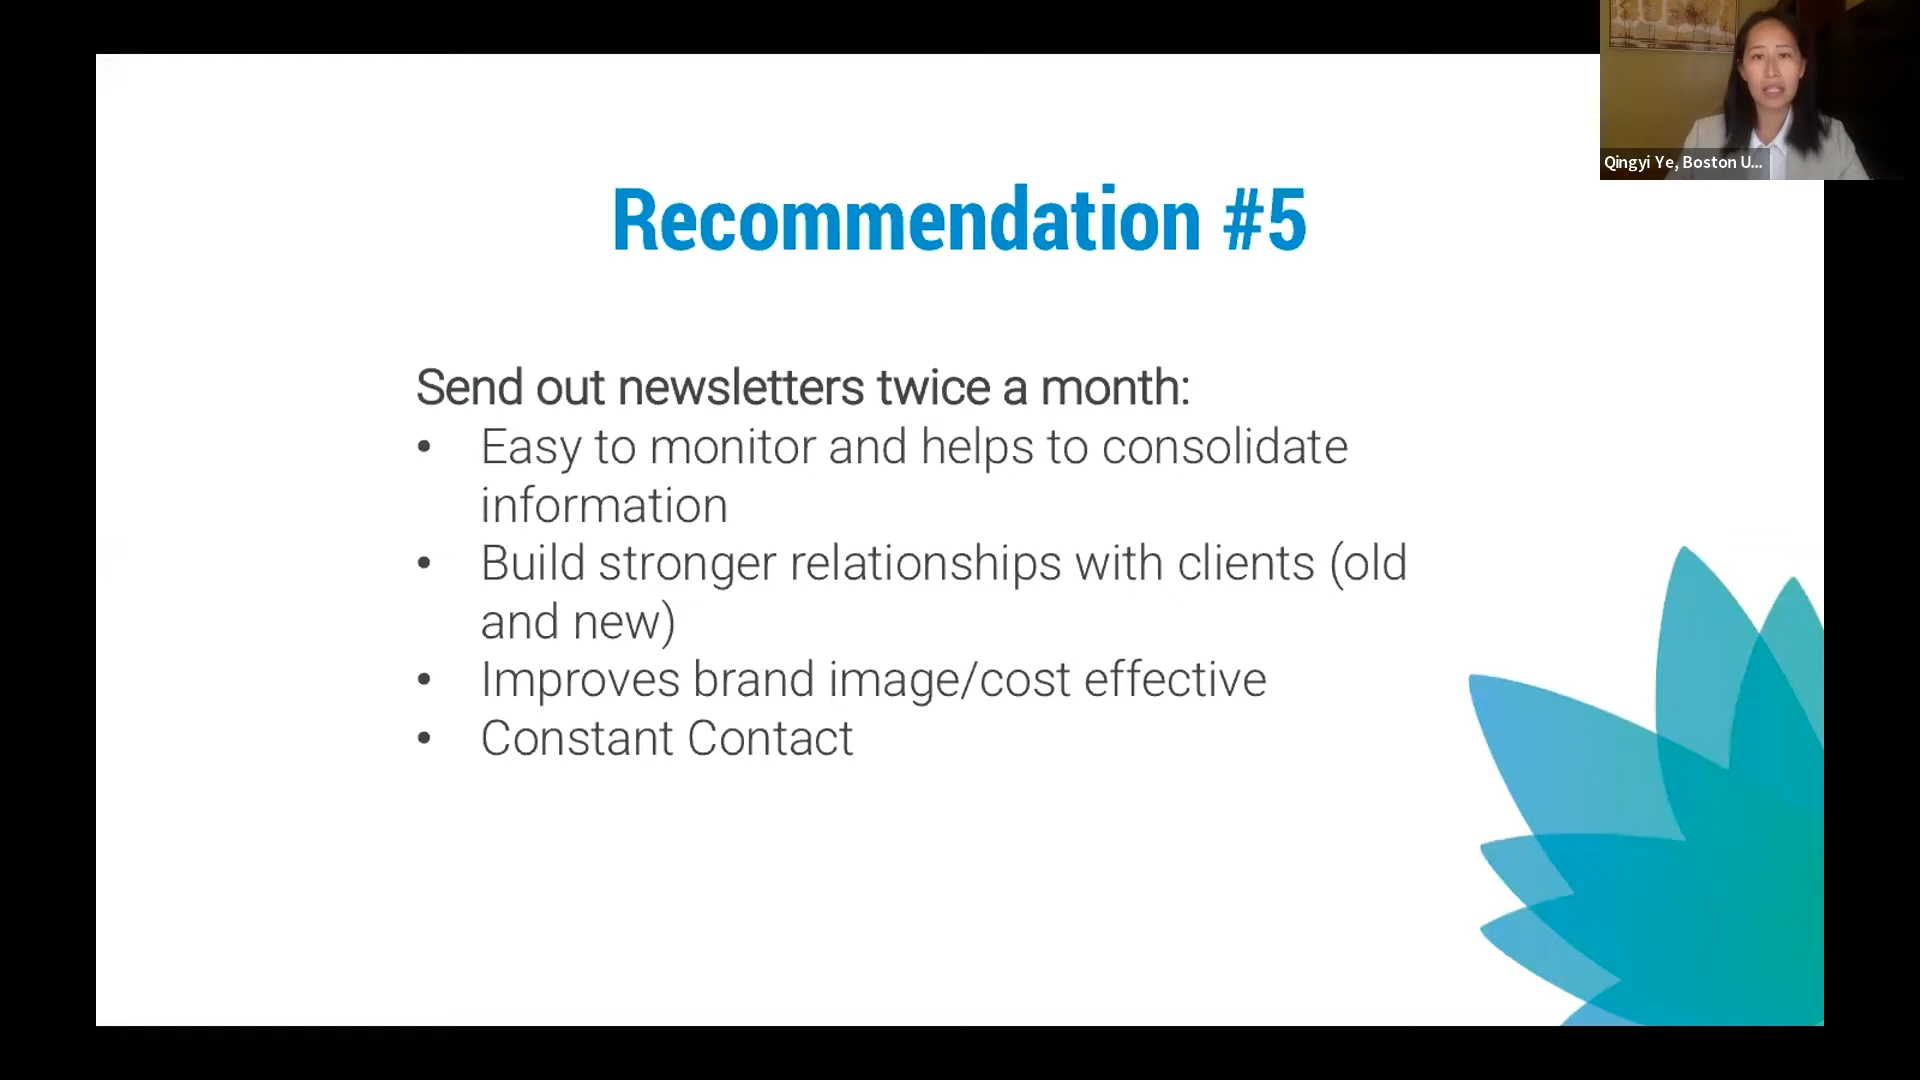 Qingyi Ye, Boston U...
Recommendation #5
Send out newsletters twice a month:
• Easy to monitor and helps to consolidate
information
• Build stronger relationships with clients (old
and new)
• Improves brand image/cost effective
• Constant Contact